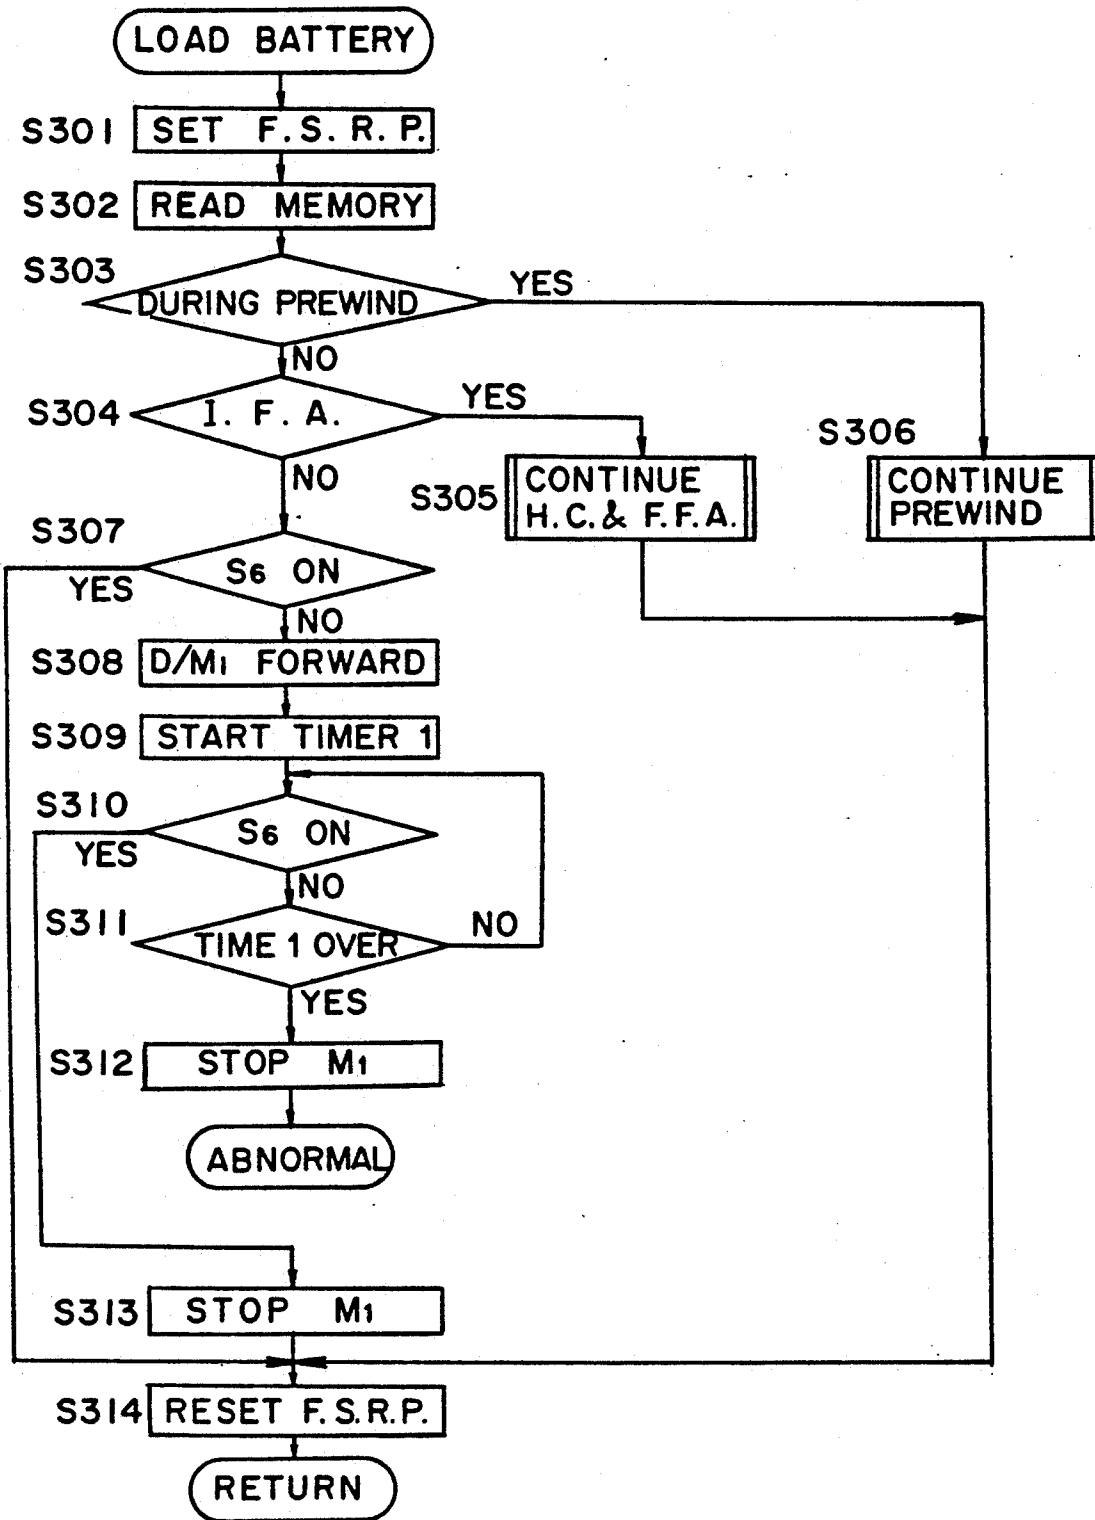 LOAD BATTERY
S301 SET F. S. R. P.
S302 READ MEMORY
S303
DURING PREWIND
YES
NO
S304 I. F. A.
YES
NO
S305
CONTINUE
H.C. & F.F.A.
S306
CONTINUE
PREWIND
S307
S6 ON
YES
NO
S308 D/M1 FORWARD
S309 START TIMER 1
S310
S6 ON
YES
NO
S311
TIME 1 OVER
NO
YES
S312 STOP M1
ABNORMAL
S313 STOP M1
S314 RESET F.S.R.P.
RETURN